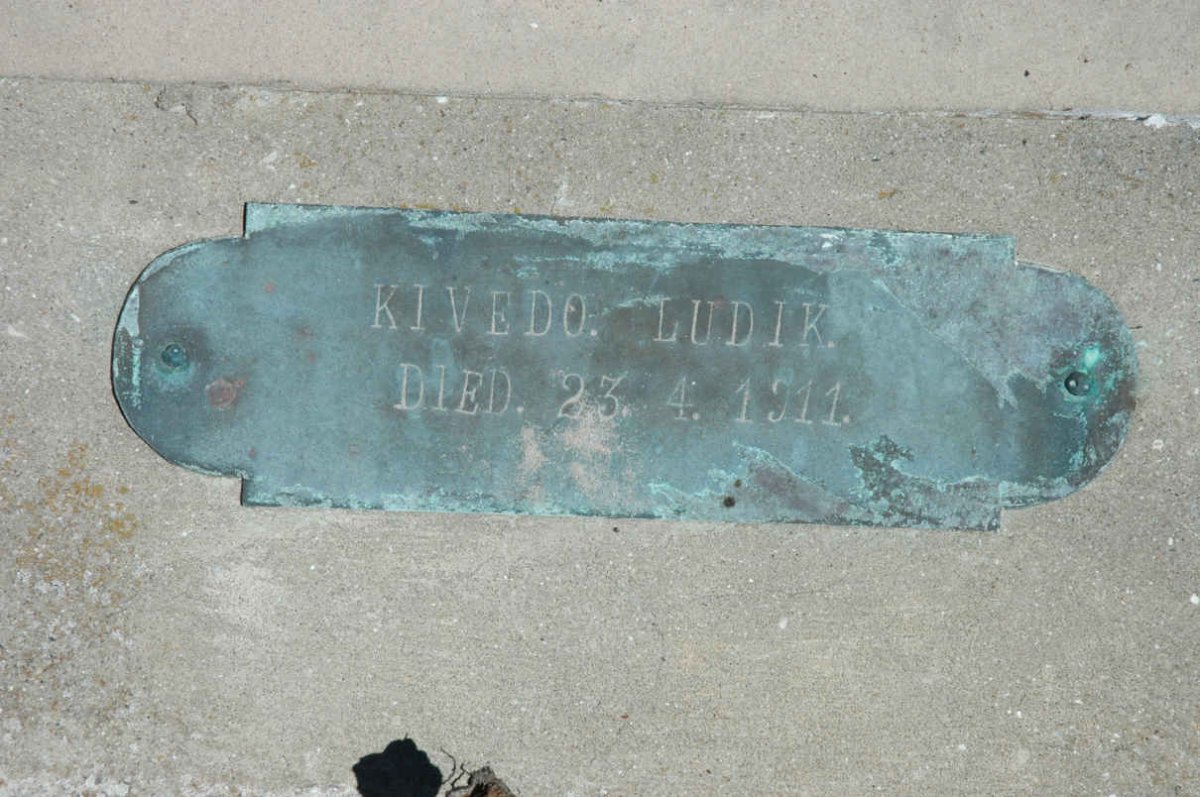 KIVEDO. LUDIK.
DIED. 23. 4. 1911.